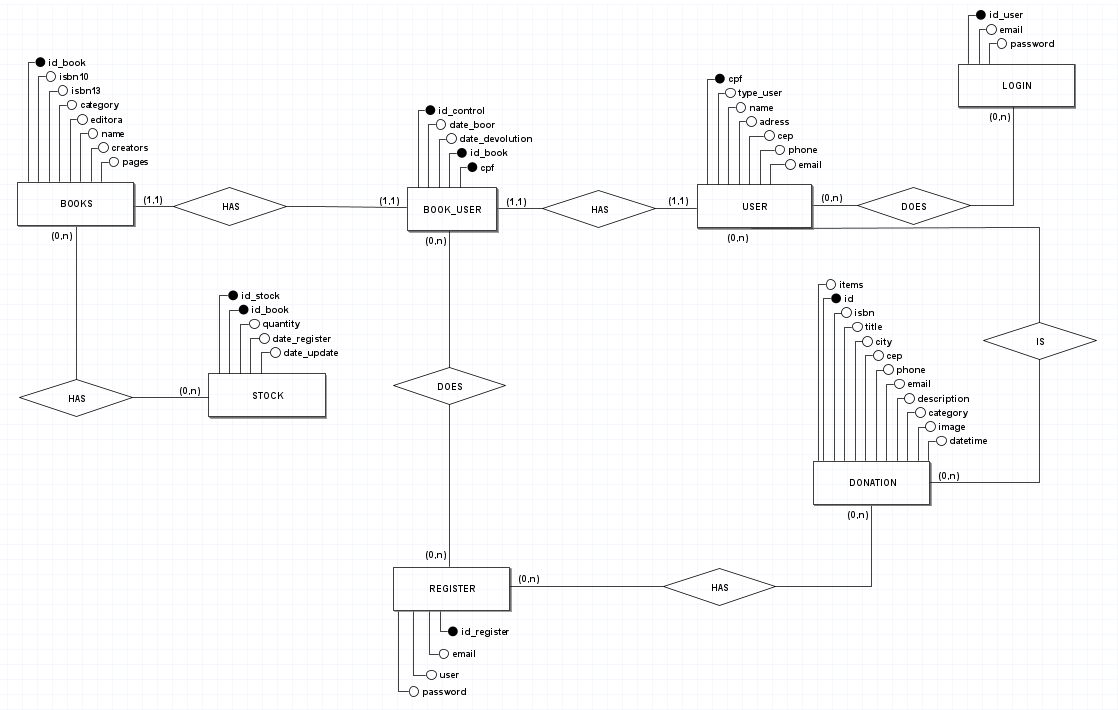 id_user
email
password
LOGIN
(0,n)
id_book
isbn10
isbn13
category
editora
name
creators
pages
BOOKS
(1,1)
(0,n)
HAS
(1,1)
id_control
date_boor
date_devolution
id_book
cpf
BOOK_USER
(1,1)
(0,n)
HAS
(1,1)
cpf
type_user
name
adress
cep
phone
email
USER
(0,n)
(0,n)
DOES
id_stock
id_book
quantity
date_register
date_update
STOCK
(0,n)
HAS
DOES
(0,n)
IS
items
id
isbn
title
city
cep
phone
email
description
category
image
datetime
DONATION
(0,n)
(0,n)
REGISTER
(0,n)
HAS
id_register
email
user
password